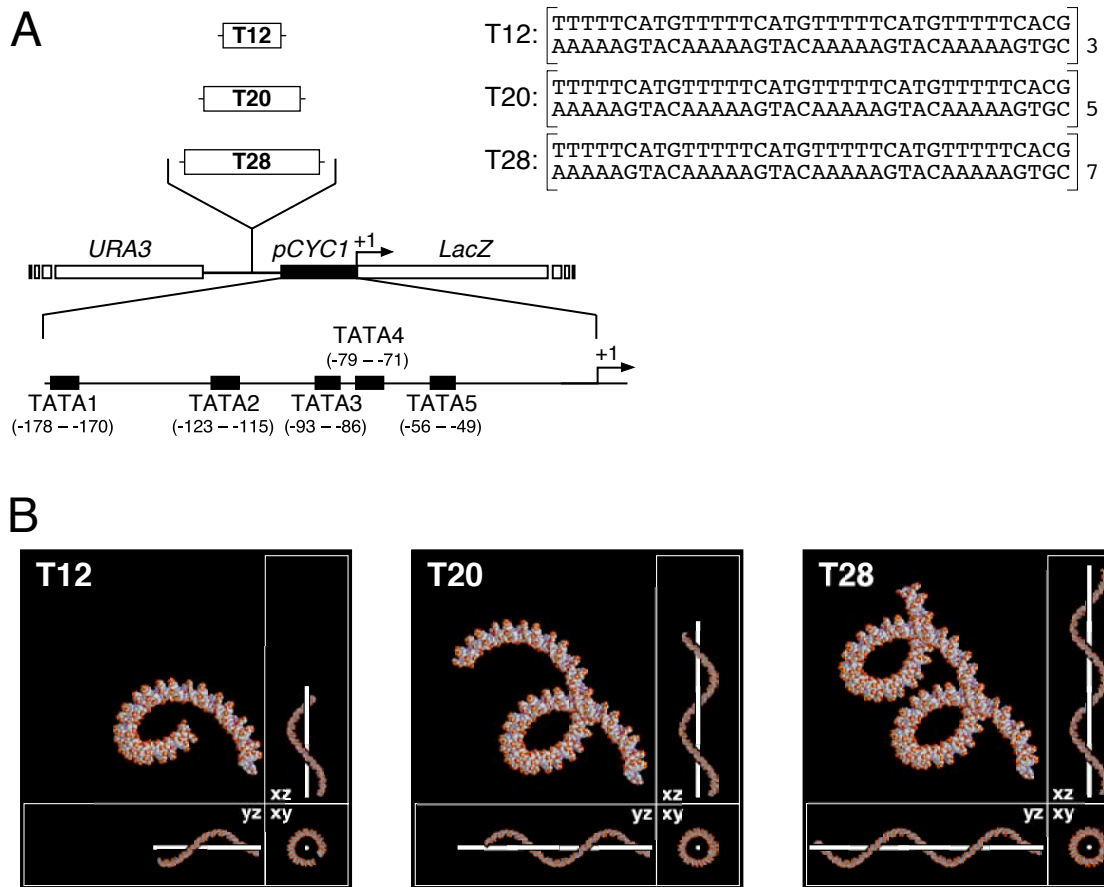 A
T12
T20
T28
T12:
TTTTTCATGTTTTTCATGTTTTTCATGTTTTTCACG
AAAAAGTACAAAAAGTACAAAAAGTACAAAAAGTGC
3
T20:
TTTTTCATGTTTTTCATGTTTTTCATGTTTTTCACG
AAAAAGTACAAAAAGTACAAAAAGTACAAAAAGTGC
5
T28:
TTTTTCATGTTTTTCATGTTTTTCATGTTTTTCACG
AAAAAGTACAAAAAGTACAAAAAGTACAAAAAGTGC
7
URA3 pCYC1 +1 LacZ
TATA4
(-79 – -71)
+1
TATA1 TATA2 TATA3 TATA5
(-178 – -170) (-123 – -115) (-93 – -86) (-56 – -49)
B
T12
xz
yz xy
T20
xz
yz xy
T28
xz
yz xy